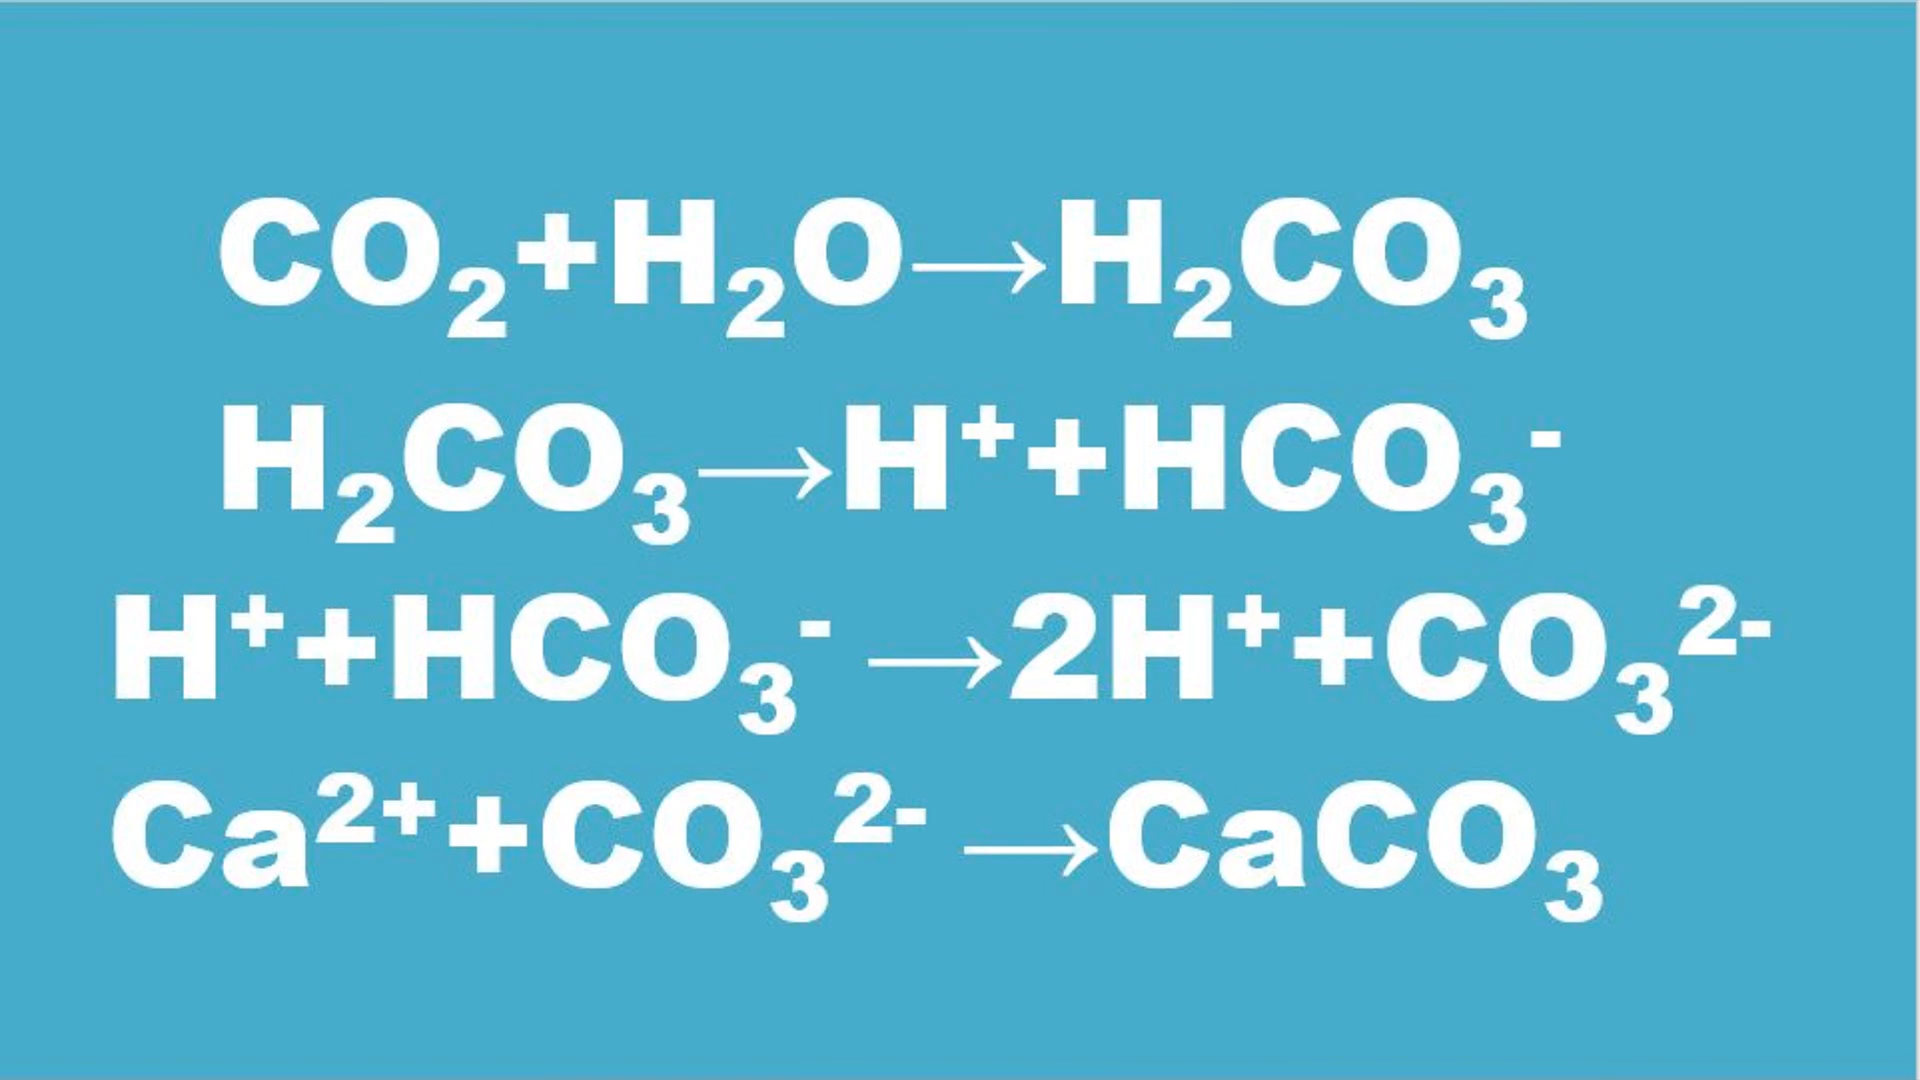 CO₂+H₂O→H₂CO₃
H₂CO₃→H⁺+HCO₃⁻
H⁺+HCO₃⁻ →2H⁺+CO₃²⁻
Ca²⁺+CO₃²⁻ →CaCO₃